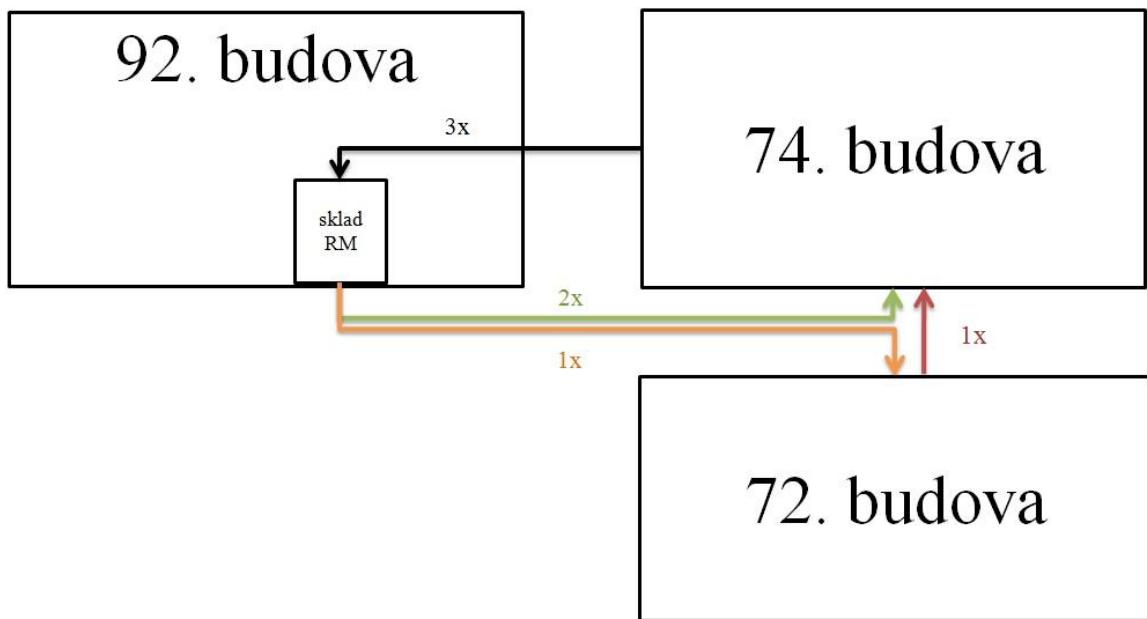 92. budova
3x
74. budova
sklad
RM
2x
1x
1x
72. budova